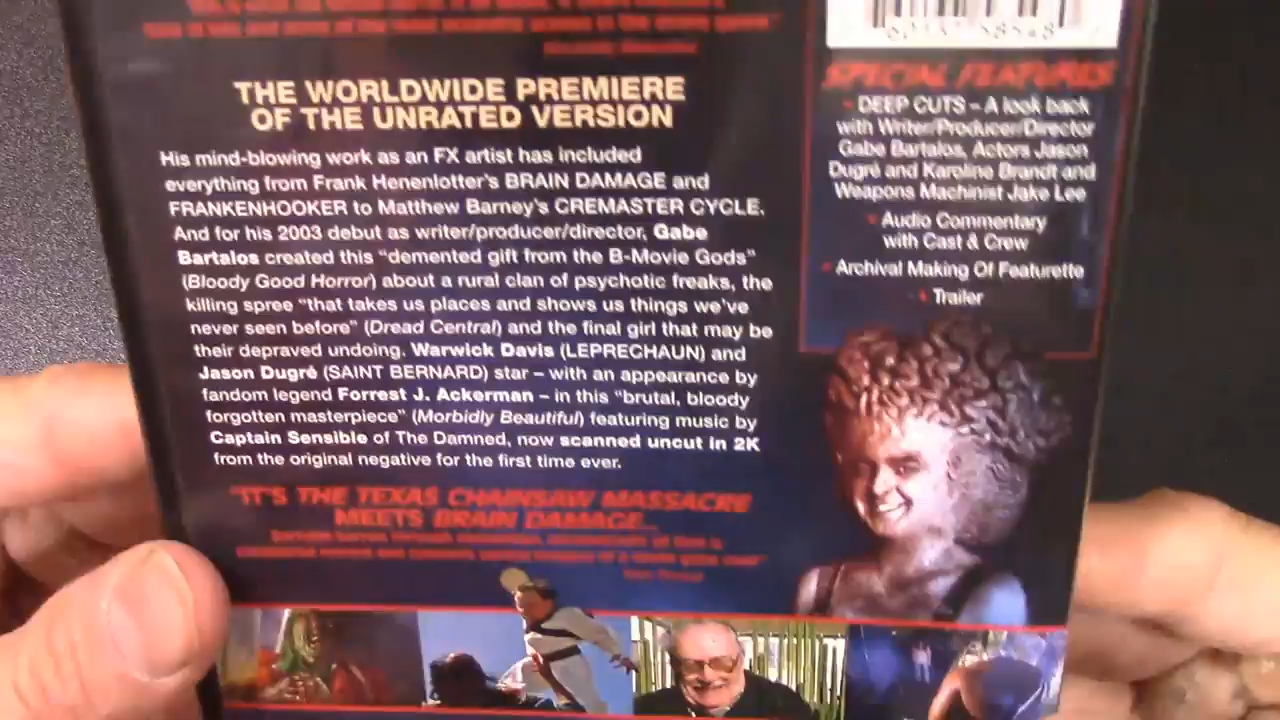 THE WORLDWIDE PREMIERE
OF THE UNRATED VERSION
His mind-blowing work as an FX artist has included
everything from Frank Henenlotter's BRAIN DAMAGE and
FRANKENHOOKER to Matthew Barney's CREMASTER CYCLE.
And for his 2003 debut as writer/producer/director, Gabe
Bartalos created this "demented gift from the B-Movie Gods"
(Bloody Good Horror) about a rural clan of psychotic freaks, the
killing spree "that takes us places and shows us things we've
never seen before" (Dread Central) and the final girl that may be
their depraved undoing. Warwick Davis (LEPRECHAUN) and
Jason Dugré (SAINT BERNARD) star – with an appearance by
fandom legend Forrest J. Ackerman – in this "brutal, bloody
forgotten masterpiece" (Morbidly Beautiful) featuring music by
Captain Sensible of The Damned, now scanned uncut in 2K
from the original negative for the first time ever.
"IT'S THE TEXAS CHAINSAW MASSACRE
MEETS BRAIN DAMAGE...
SPECIAL FEATURES
• DEEP CUTS – A look back
with Writer/Producer/Director
Gabe Bartalos, Actors Jason
Dugré and Karoline Brandt and
Weapons Machinist Jake Lee
• Audio Commentary
with Cast & Crew
• Archival Making Of Featurette
• Trailer